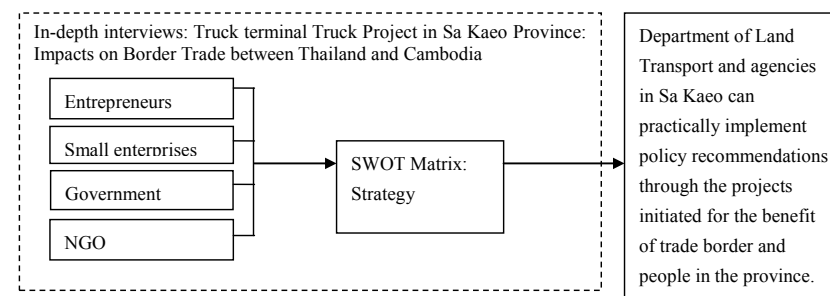 In-depth interviews: Truck terminal Truck Project in Sa Kaeo Province:
Impacts on Border Trade between Thailand and Cambodia
Entrepreneurs
Small enterprises
Government
NGO
SWOT Matrix:
Strategy
Department of Land
Transport and agencies
in Sa Kaeo can
practically implement
policy recommendations
through the projects
initiated for the benefit
of trade border and
people in the province.